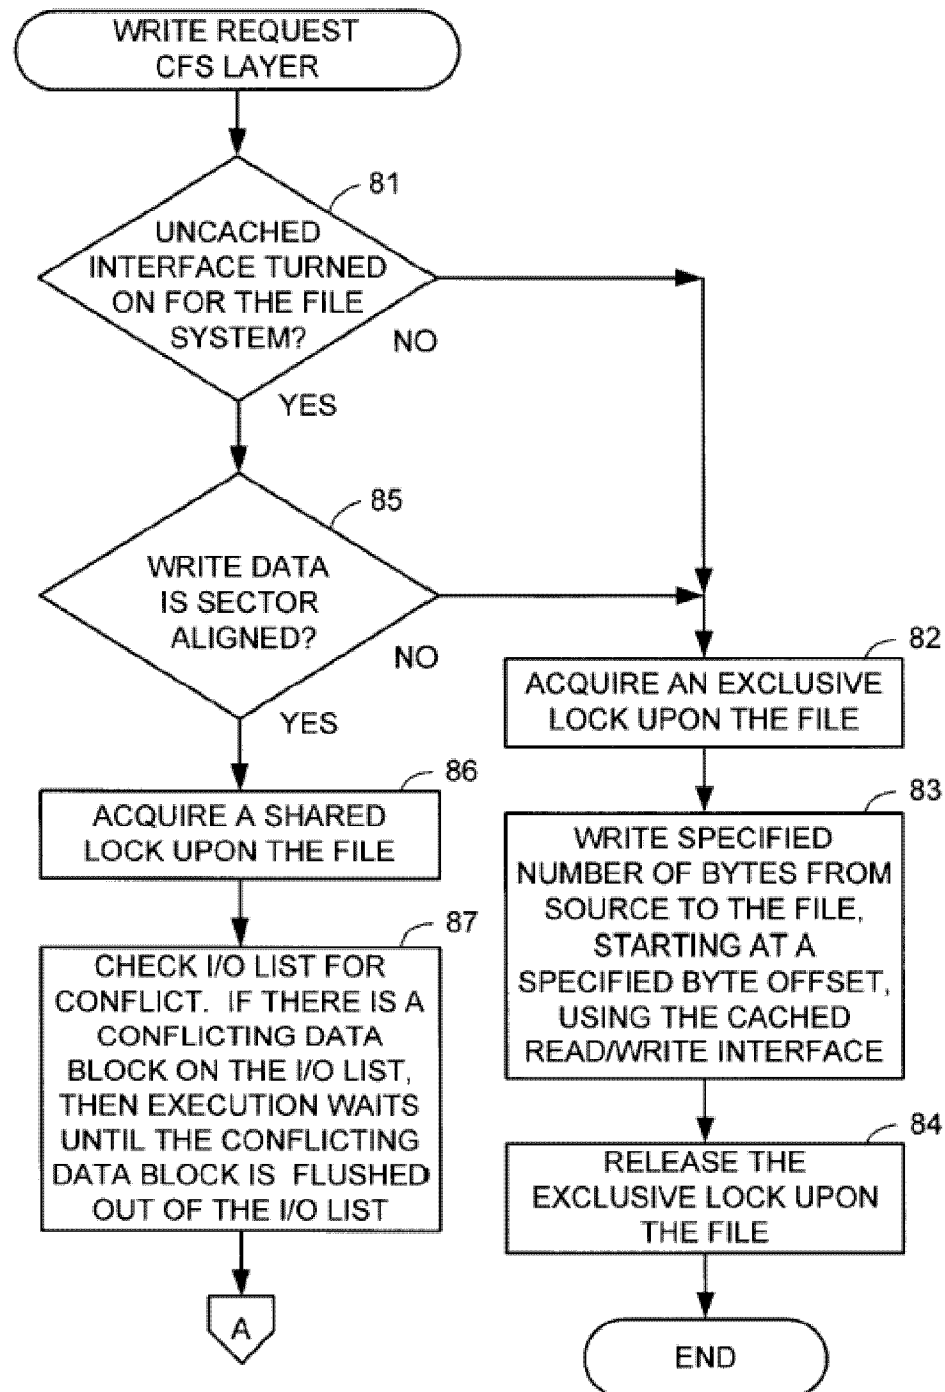 WRITE REQUEST
CFS LAYER
81
UNCACHED
INTERFACE TURNED
ON FOR THE FILE
SYSTEM?
NO
YES
85
WRITE DATA
IS SECTOR
ALIGNED?
NO
YES
86
ACQUIRE A SHARED
LOCK UPON THE FILE
87
CHECK I/O LIST FOR
CONFLICT. IF THERE IS A
CONFLICTING DATA
BLOCK ON THE I/O LIST,
THEN EXECUTION WAITS
UNTIL THE CONFLICTING
DATA BLOCK IS FLUSHED
OUT OF THE I/O LIST
A
82
ACQUIRE AN EXCLUSIVE
LOCK UPON THE FILE
83
WRITE SPECIFIED
NUMBER OF BYTES FROM
SOURCE TO THE FILE,
STARTING AT A
SPECIFIED BYTE OFFSET,
USING THE CACHED
READ/WRITE INTERFACE
84
RELEASE THE
EXCLUSIVE LOCK UPON
THE FILE
END